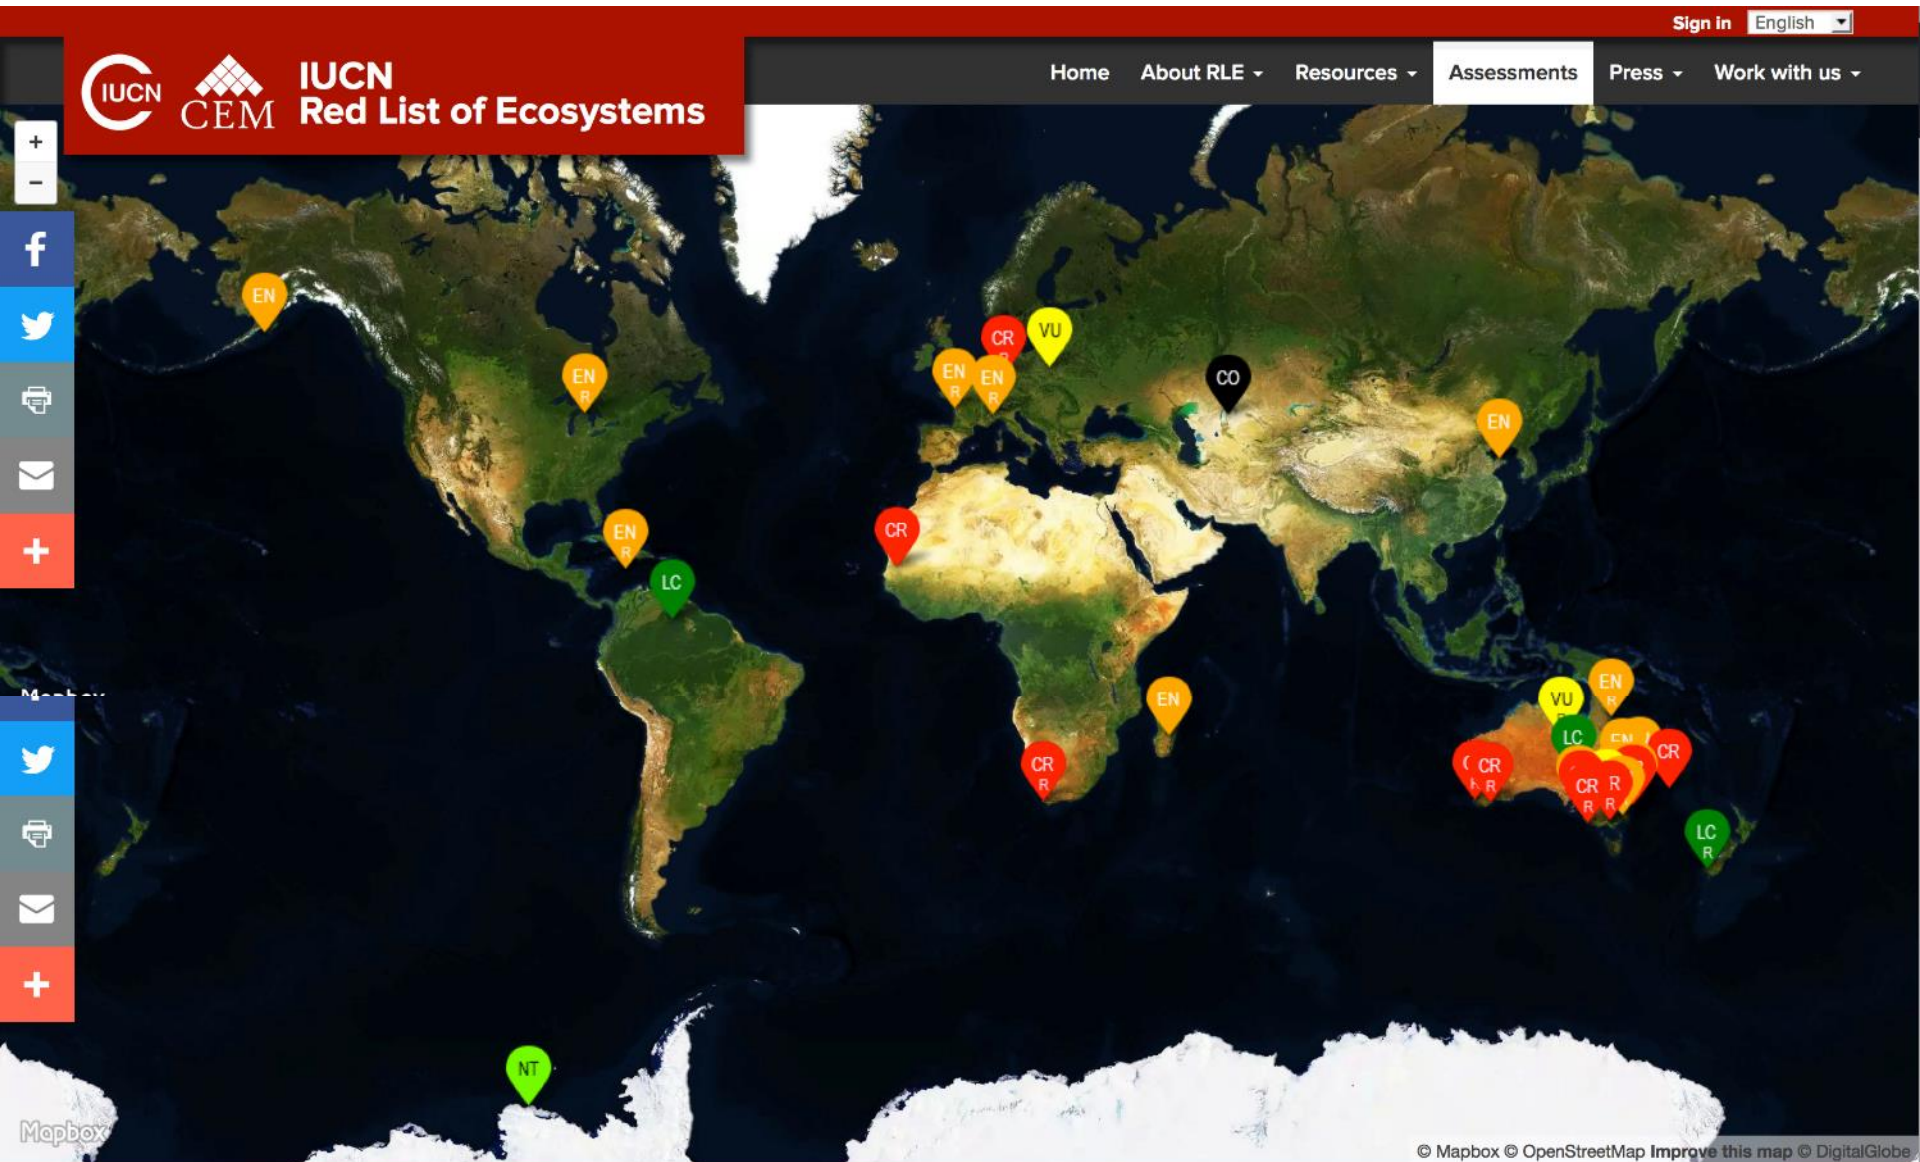 Sign in English
IUCN
CEM
IUCN
Red List of Ecosystems
Home About RLE Resources Assessments Press Work with us
+
−
f
EN
CR
VU
EN
R
EN
R
EN
R
CO
EN
EN
R
CR
LC
EN
R
VU
EN
Mapbox
LC
EN
CR
CR
R
CR
R
CR
R
R
R
LC
R
NT
Mapbox
© Mapbox © OpenStreetMap Improve this map © DigitalGlobe